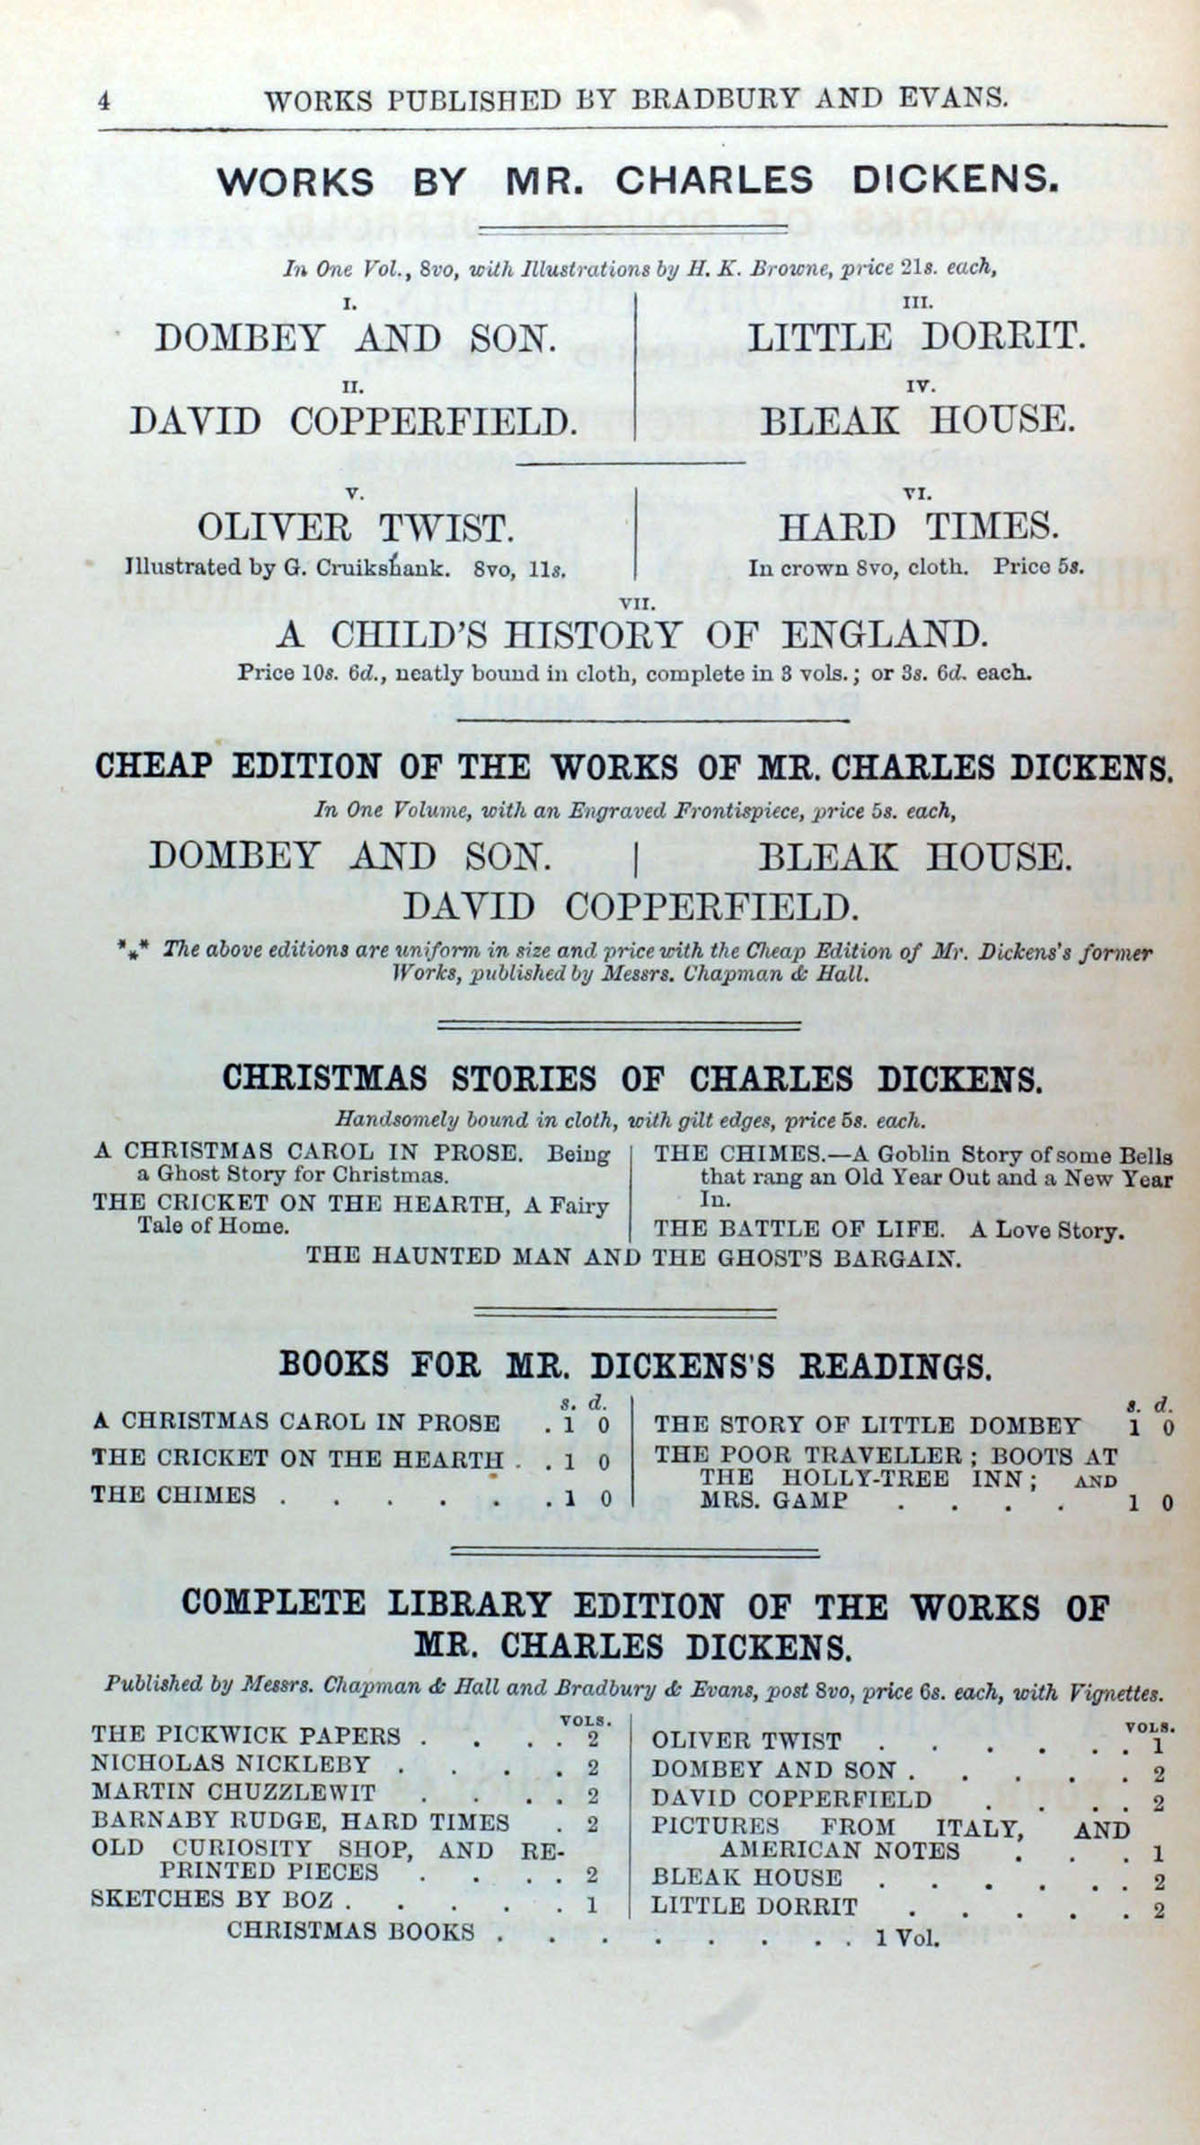 4 WORKS PUBLISHED BY BRADBURY AND EVANS.
WORKS BY MR. CHARLES DICKENS.
In One Vol., 8vo, with Illustrations by H. K. Browne, price 21s. each,
I.
DOMBEY AND SON.
II.
DAVID COPPERFIELD.
III.
LITTLE DORRIT.
IV.
BLEAK HOUSE.
V.
OLIVER TWIST.
Illustrated by G. Cruikshank. 8vo, 11s.
VI.
HARD TIMES.
In crown 8vo, cloth. Price 5s.
VII.
A CHILD'S HISTORY OF ENGLAND.
Price 10s. 6d., neatly bound in cloth, complete in 3 vols.; or 3s. 6d. each.
CHEAP EDITION OF THE WORKS OF MR. CHARLES DICKENS.
In One Volume, with an Engraved Frontispiece, price 5s. each,
DOMBEY AND SON. | BLEAK HOUSE.
DAVID COPPERFIELD.
*** The above editions are uniform in size and price with the Cheap Edition of Mr. Dickens's former
Works, published by Messrs. Chapman & Hall.
CHRISTMAS STORIES OF CHARLES DICKENS.
Handsomely bound in cloth, with gilt edges, price 5s. each.
A CHRISTMAS CAROL IN PROSE. Being
a Ghost Story for Christmas.
THE CRICKET ON THE HEARTH, A Fairy
Tale of Home.
THE CHIMES.—A Goblin Story of some Bells
that rang an Old Year Out and a New Year
In.
THE BATTLE OF LIFE. A Love Story.
THE HAUNTED MAN AND THE GHOST'S BARGAIN.
BOOKS FOR MR. DICKENS'S READINGS.
s. d.
A CHRISTMAS CAROL IN PROSE . 1 0
THE CRICKET ON THE HEARTH . . 1 0
THE CHIMES . . . . . . 1 0
s. d.
THE STORY OF LITTLE DOMBEY 1 0
THE POOR TRAVELLER; BOOTS AT
THE HOLLY-TREE INN; AND
MRS. GAMP . . . . 1 0
COMPLETE LIBRARY EDITION OF THE WORKS OF
MR. CHARLES DICKENS.
Published by Messrs. Chapman & Hall and Bradbury & Evans, post 8vo, price 6s. each, with Vignettes.
VOLS.
THE PICKWICK PAPERS . . . . 2
NICHOLAS NICKLEBY . . . . 2
MARTIN CHUZZLEWIT . . . . 2
BARNABY RUDGE, HARD TIMES . 2
OLD CURIOSITY SHOP, AND RE-
PRINTED PIECES . . . . 2
SKETCHES BY BOZ . . . . . 1
VOLS.
OLIVER TWIST . . . . . . 1
DOMBEY AND SON . . . . . 2
DAVID COPPERFIELD . . . . 2
PICTURES FROM ITALY, AND
AMERICAN NOTES . . . 1
BLEAK HOUSE . . . . . . 2
LITTLE DORRIT . . . . . 2
CHRISTMAS BOOKS . . . . . . . . 1 Vol.